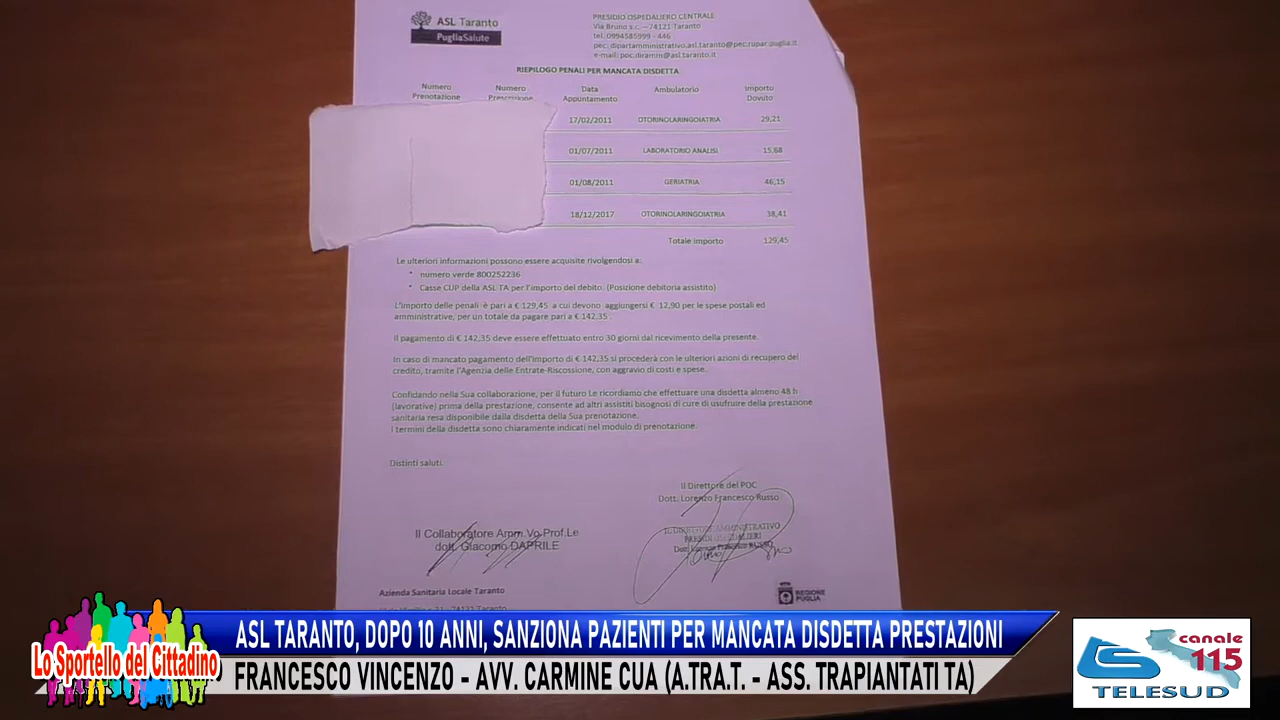 ASL Taranto
PugliaSalute
PRESIDIO OSPEDALIERO CENTRALE
Via Bruno s.c. – 74121 Taranto
tel. 0994585999 - 446
pec: dipartamministrativo.asl.taranto@pec.rupar.puglia.it
e-mail: poc.diramm@asl.taranto.it
RIEPILOGO PENALI PER MANCATA DISDETTA
Numero Prenotazione Numero Prescrizione Data Appuntamento Ambulatorio Importo Dovuto
17/02/2011 OTORINOLARINGOIATRIA 29,21
01/07/2011 LABORATORIO ANALISI 15,68
01/08/2011 GERIATRIA 46,15
18/12/2017 OTORINOLARINGOIATRIA 38,41
Totale importo 129,45
Le ulteriori informazioni possono essere acquisite rivolgendosi a:
* numero verde 800252236
* Casse CUP della ASL TA per l'importo del debito. (Posizione debitoria assistito)
L'importo delle penali è pari a € 129,45 a cui devono aggiungersi € 12,90 per le spese postali ed
amministrative, per un totale da pagare pari a € 142,35 .
Il pagamento di € 142,35 deve essere effettuato entro 30 giorni dal ricevimento della presente.
In caso di mancato pagamento dell'importo di € 142,35 si procederà con le ulteriori azioni di recupero del
credito, tramite l'Agenzia delle Entrate-Riscossione, con aggravio di costi e spese.
Confidando nella Sua collaborazione, per il futuro Le ricordiamo che effettuare una disdetta almeno 48 h
(lavorative) prima della prestazione, consente ad altri assistiti bisognosi di cure di usufruire della prestazione
sanitaria resa disponibile dalla disdetta della Sua prenotazione.
I termini della disdetta sono chiaramente indicati nel modulo di prenotazione.
Distinti saluti.
Il Direttore del POC
Dott. Lorenzo Francesco Russo
Il Collaboratore Amm.Vo Prof.Le
dott. Giacomo DAPRILE
IL DIRETTORE AMMINISTRATIVO
Dott. Lorenzo Francesco RUSSO
Azienda Sanitaria Locale Taranto
REGIONE
PUGLIA
Lo Sportello del Cittadino
ASL TARANTO, DOPO 10 ANNI, SANZIONA PAZIENTI PER MANCATA DISDETTA PRESTAZIONI
FRANCESCO VINCENZO – AVV. CARMINE CUA (A.TRA.T. – ASS. TRAPIANTATI TA)
canale
115
TELESUD